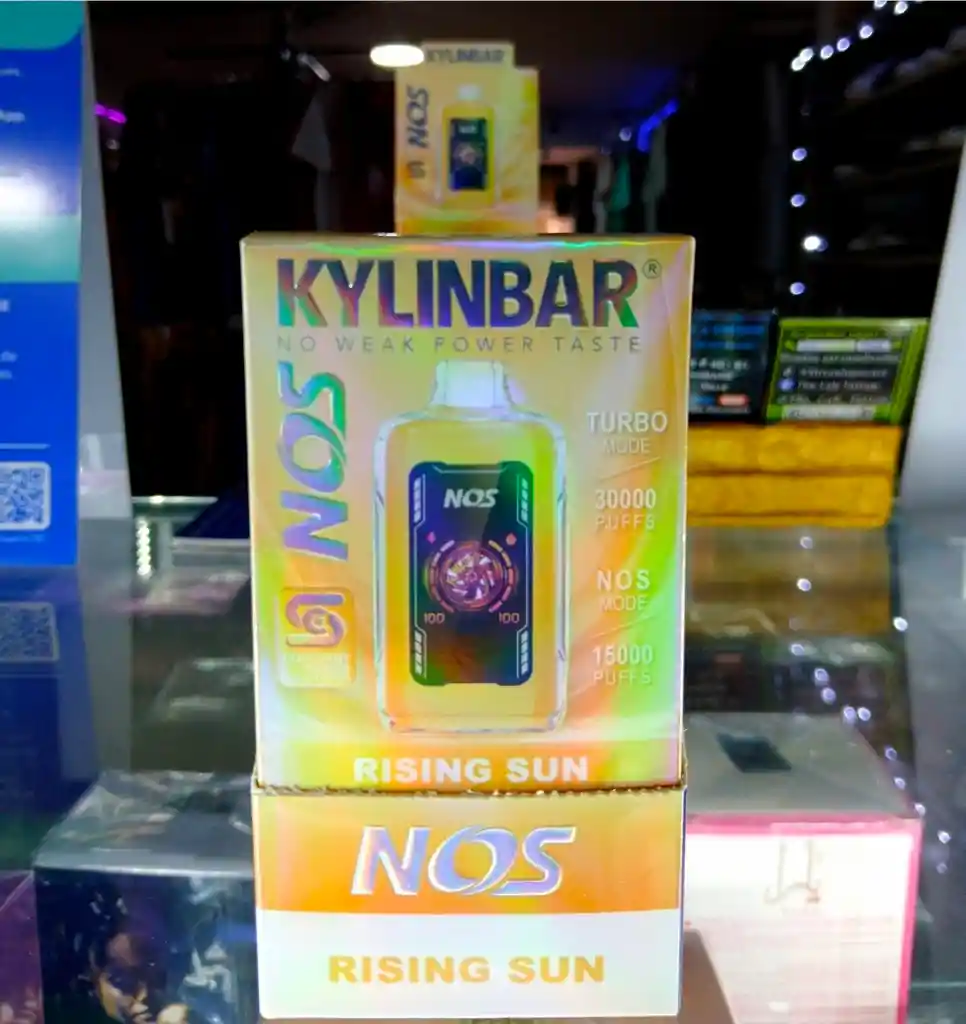 KYLINBAR
NOS
KYLINBAR®
NO WEAK POWER TASTE
NOS
NOS
100 100
TURBO
MODE
30000
PUFFS
NOS
MODE
15000
PUFFS
RISING SUN
NOS
RISING SUN